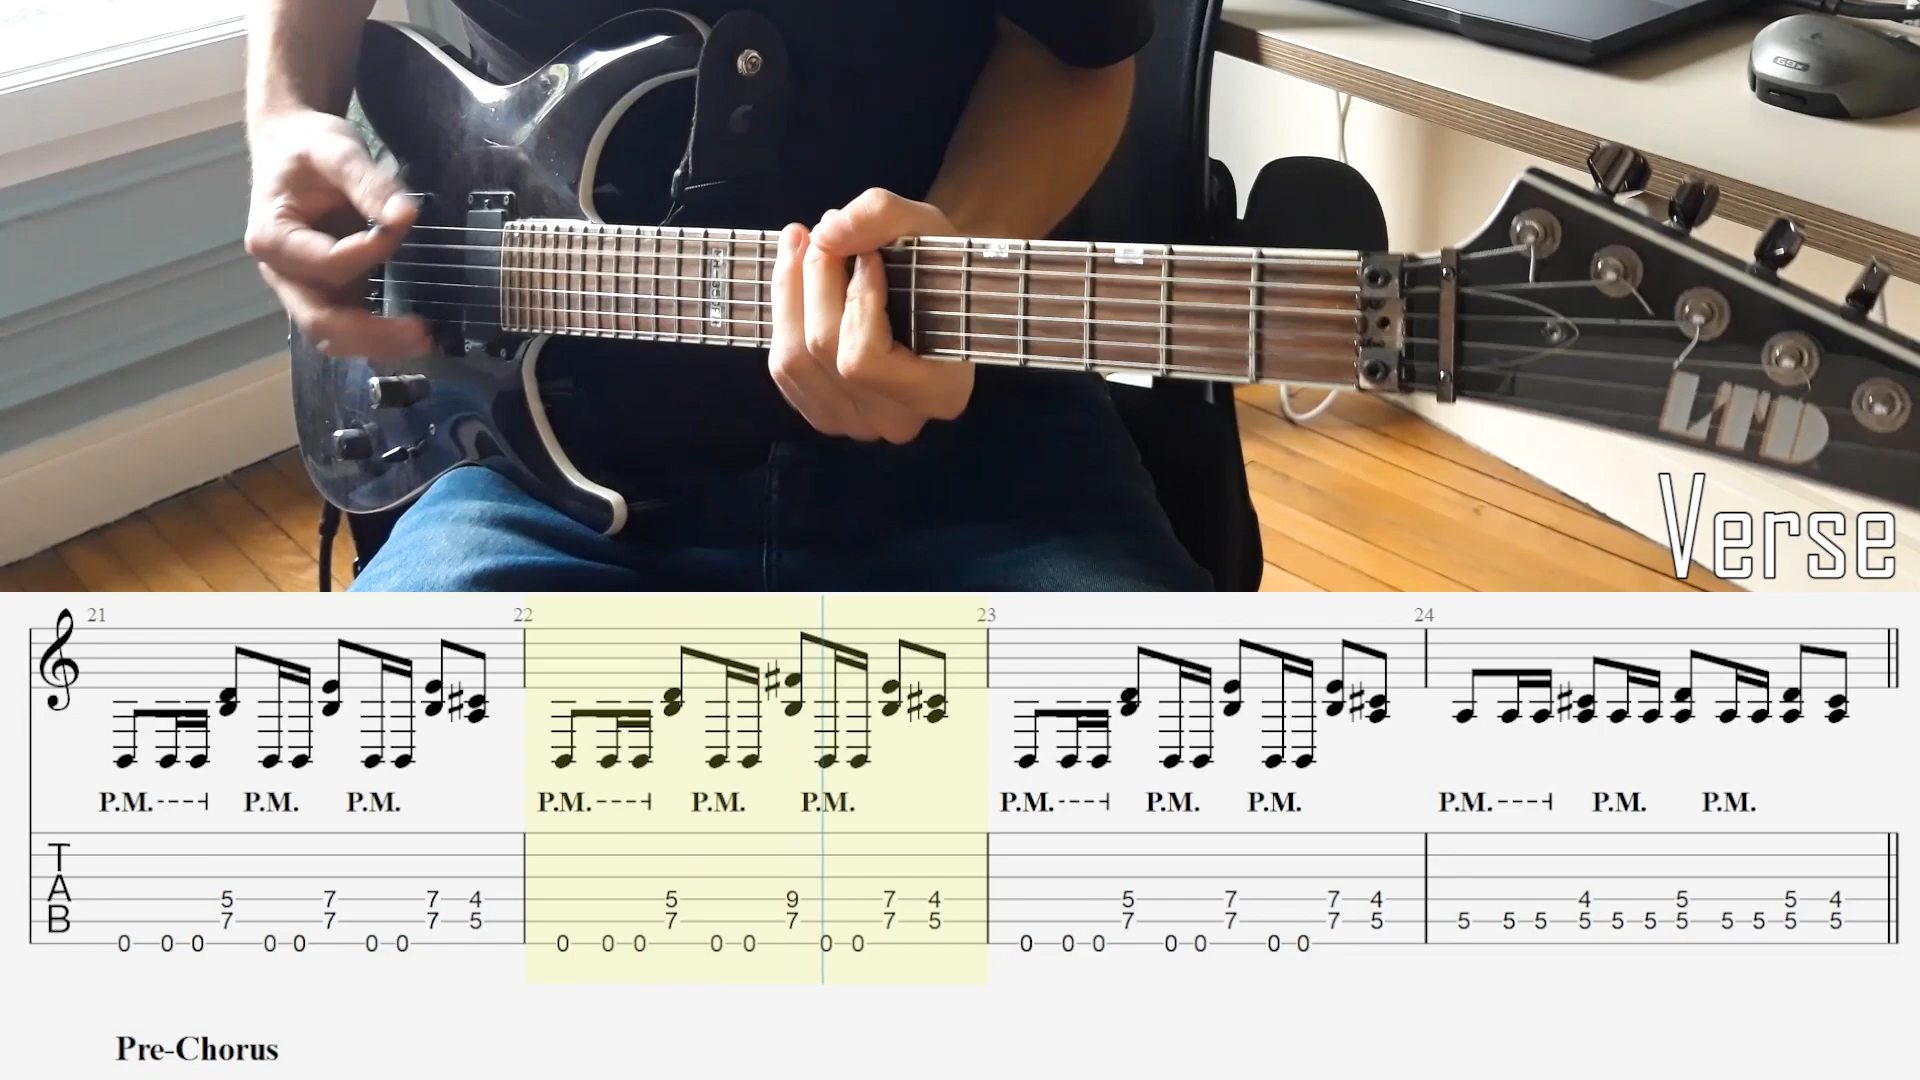 G9x
LTD
Verse
21 22 23 24
P.M.----| P.M. P.M. P.M.----| P.M. P.M. P.M.----| P.M. P.M. P.M.----| P.M. P.M.
T
A
B
5 7 7 4 5 9 7 4 5 7 7 4 4 5 5 4
7 7 7 5 7 7 7 5 7 7 7 5 5 5 5 5 5 5 5 5 5 5 5
0 0 0 0 0 0 0 0 0 0 0 0 0 0 0 0 0 0 0 0 0
Pre-Chorus